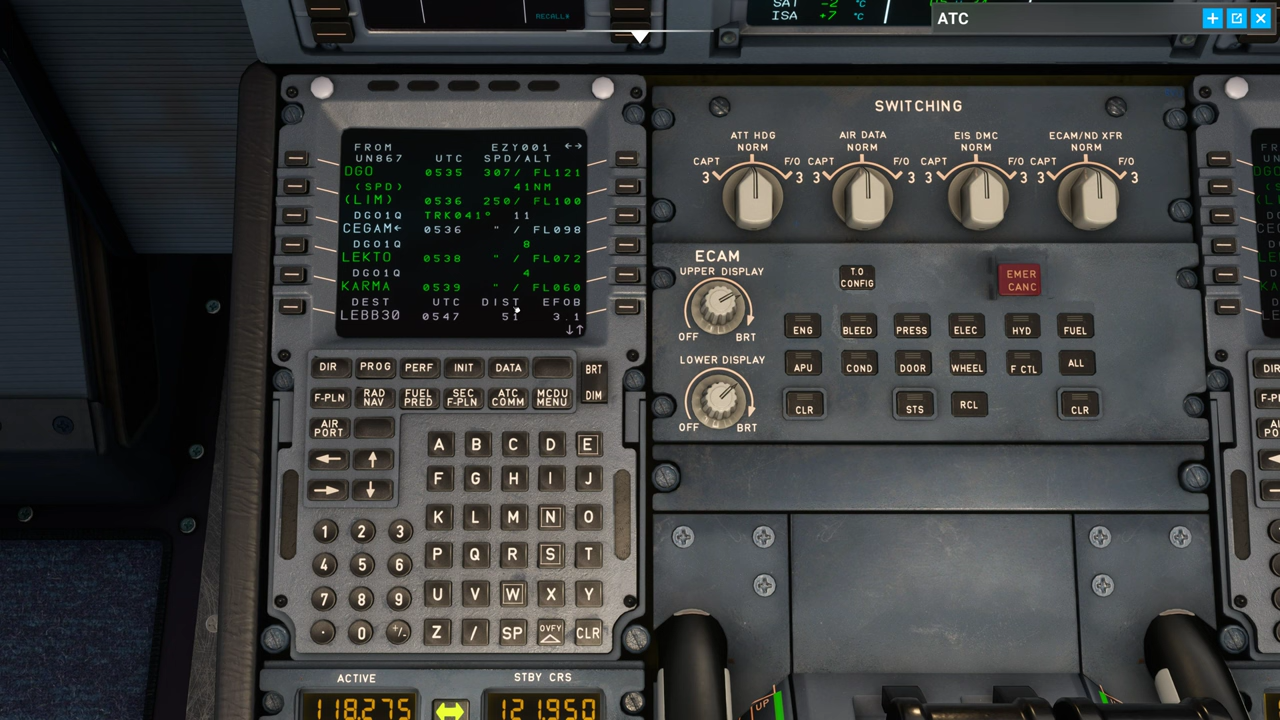 RECALL*
SAT -2 °C
ISA +7 °C
ATC
FROM EZY001 ←→
UN867 UTC SPD/ALT
DGO 0535 307/ FL121
(SPD) 41NM
(LIM) 0536 250/ FL100
DGO1Q TRK041° 11
CEGAM← 0536 " / FL098
DGO1Q 8
LEKTO 0538 " / FL072
DGO1Q 4
KARMA 0539 " / FL060
DEST UTC DIST EFOB
LEBB30 0547 51 3.1
↓↑
DIR PROG PERF INIT DATA
BRT
DIM
F-PLN RAD NAV FUEL PRED SEC F-PLN ATC COMM MCDU MENU
AIR PORT
← ↑
→ ↓
A B C D E
F G H I J
K L M N O
P Q R S T
U V W X Y
Z / SP OVFY CLR
1 2 3
4 5 6
7 8 9
. 0 +/-
ACTIVE STBY CRS
118.275 121.950
SWITCHING
ATT HDG AIR DATA EIS DMC ECAM/ND XFR
NORM NORM NORM NORM
CAPT F/O CAPT F/O CAPT F/O CAPT F/O
3 3 3 3 3 3 3 3
ECAM
UPPER DISPLAY
OFF BRT
LOWER DISPLAY
OFF BRT
T.O CONFIG
EMER CANC
ENG BLEED PRESS ELEC HYD FUEL
APU COND DOOR WHEEL F CTL ALL
CLR STS RCL CLR
UP